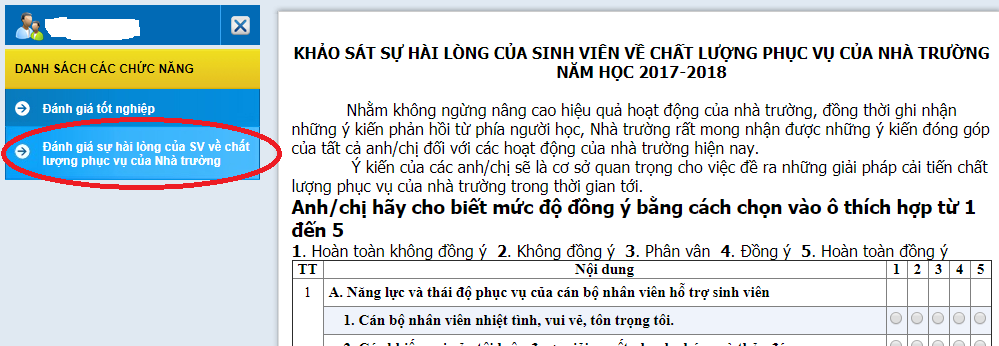 DANH SÁCH CÁC CHỨC NĂNG
Đánh giá tốt nghiệp
Đánh giá sự hài lòng của SV về chất
lượng phục vụ của Nhà trường
KHẢO SÁT SỰ HÀI LÒNG CỦA SINH VIÊN VỀ CHẤT LƯỢNG PHỤC VỤ CỦA NHÀ TRƯỜNG
NĂM HỌC 2017-2018
Nhằm không ngừng nâng cao hiệu quả hoạt động của nhà trường, đồng thời ghi nhận
những ý kiến phản hồi từ phía người học, Nhà trường rất mong nhận được những ý kiến đóng góp
của tất cả anh/chị đối với các hoạt động của nhà trường hiện nay.
Ý kiến của các anh/chị sẽ là cơ sở quan trọng cho việc đề ra những giải pháp cải tiến chất
lượng phục vụ của nhà trường trong thời gian tới.
Anh/chị hãy cho biết mức độ đồng ý bằng cách chọn vào ô thích hợp từ 1
đến 5
1. Hoàn toàn không đồng ý 2. Không đồng ý 3. Phân vân 4. Đồng ý 5. Hoàn toàn đồng ý
TT Nội dung 1 2 3 4 5
1 A. Năng lực và thái độ phục vụ của cán bộ nhân viên hỗ trợ sinh viên
1. Cán bộ nhân viên nhiệt tình, vui vẽ, tôn trọng tôi.